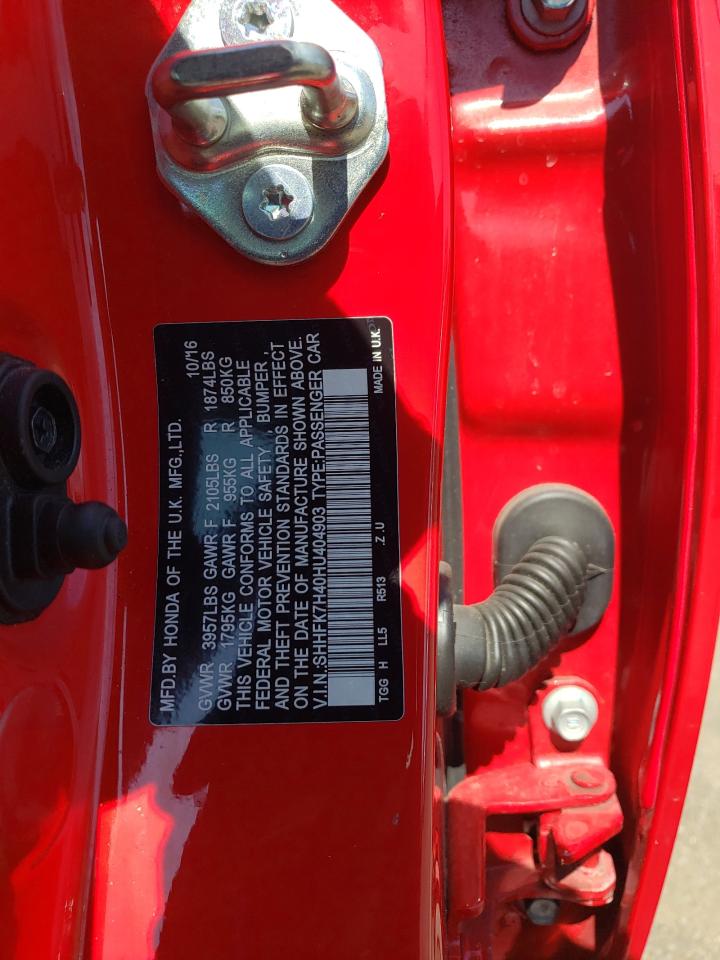 MFD.BY HONDA OF THE U.K. MFG.,LTD. 10/16
GVWR 3957LBS GAWR F 2105LBS R 1874LBS
GVWR 1795KG GAWR F 955KG R 850KG
THIS VEHICLE CONFORMS TO ALL APPLICABLE
FEDERAL MOTOR VEHICLE SAFETY , BUMPER ,
AND THEFT PREVENTION STANDARDS IN EFFECT
ON THE DATE OF MANUFACTURE SHOWN ABOVE.
V.I.N.:SHHFK7H40HU404903 TYPE:PASSENGER CAR
TGG H LL5 R513 .Z.U MADE IN U.K.